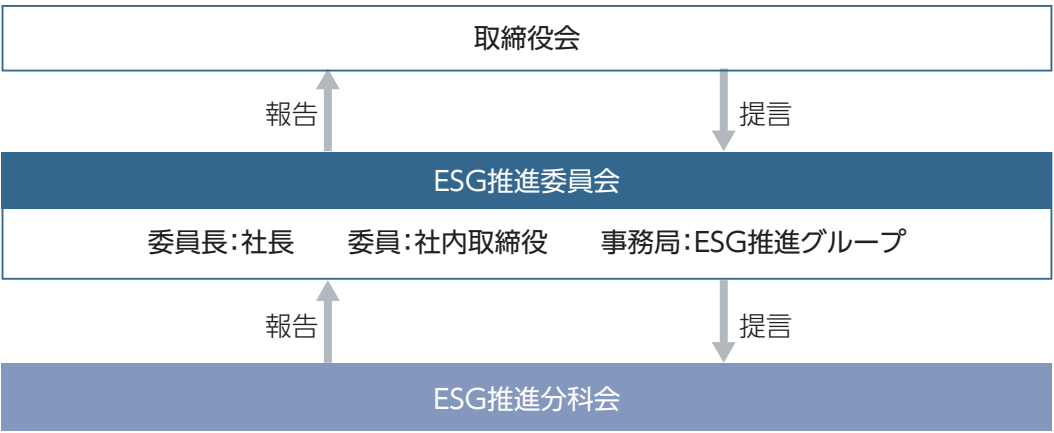 取締役会
報告
提言
ESG推進委員会
委員長：社長　委員：社内取締役　事務局：ESG推進グループ
報告
提言
ESG推進分科会